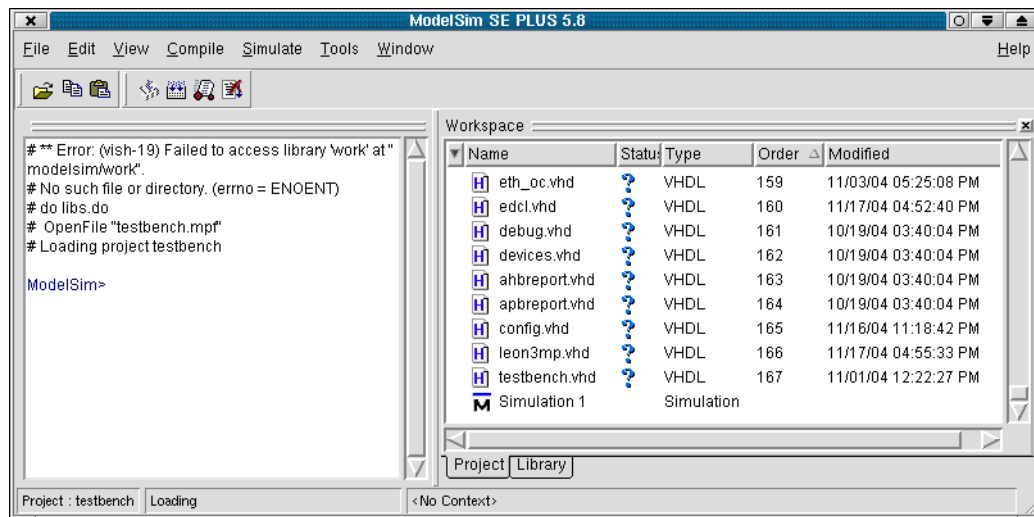 ModelSim SE PLUS 5.8
File Edit View Compile Simulate Tools Window Help
# ** Error: (vish-19) Failed to access library 'work' at "
modelsim/work".
# No such file or directory. (errno = ENOENT)
# do libs.do
# OpenFile "testbench.mpf"
# Loading project testbench
ModelSim>
Workspace
Name Status Type Order Modified
eth_oc.vhd ? VHDL 159 11/03/04 05:25:08 PM
edcl.vhd ? VHDL 160 11/17/04 04:52:40 PM
debug.vhd ? VHDL 161 10/19/04 03:40:04 PM
devices.vhd ? VHDL 162 10/19/04 03:40:04 PM
ahbreport.vhd ? VHDL 163 10/19/04 03:40:04 PM
apbreport.vhd ? VHDL 164 10/19/04 03:40:04 PM
config.vhd ? VHDL 165 11/16/04 11:18:42 PM
leon3mp.vhd ? VHDL 166 11/17/04 04:55:33 PM
testbench.vhd ? VHDL 167 11/01/04 12:22:27 PM
M Simulation 1 Simulation
Project Library
Project : testbench Loading <No Context>